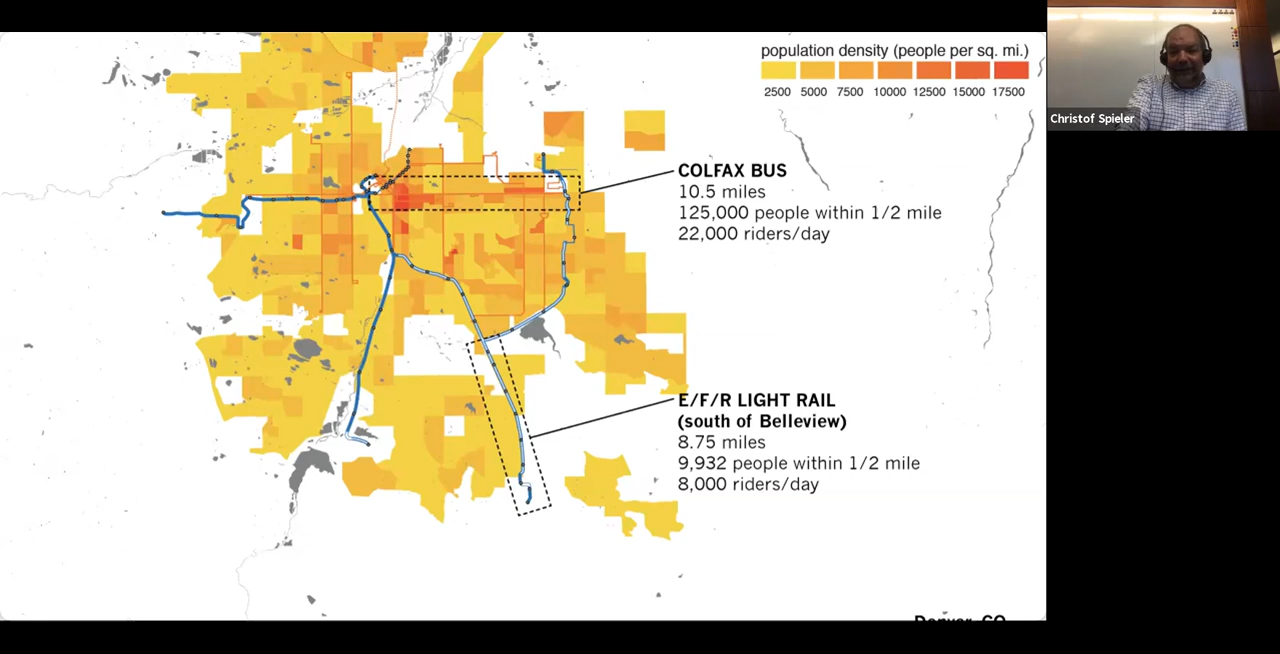 population density (people per sq. mi.)
2500 5000 7500 10000 12500 15000 17500
COLFAX BUS
10.5 miles
125,000 people within 1/2 mile
22,000 riders/day
E/F/R LIGHT RAIL
(south of Belleview)
8.75 miles
9,932 people within 1/2 mile
8,000 riders/day
Denver, CO
Christof Spieler